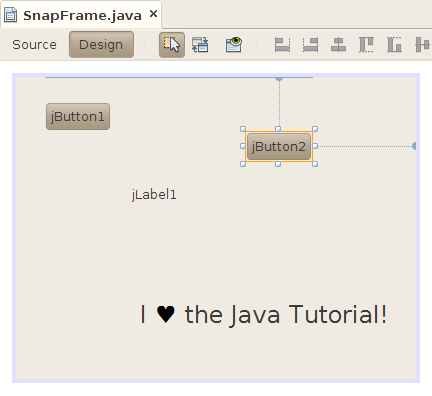 SnapFrame.java
Source Design
jButton1
jButton2
jLabel1
I ♥ the Java Tutorial!